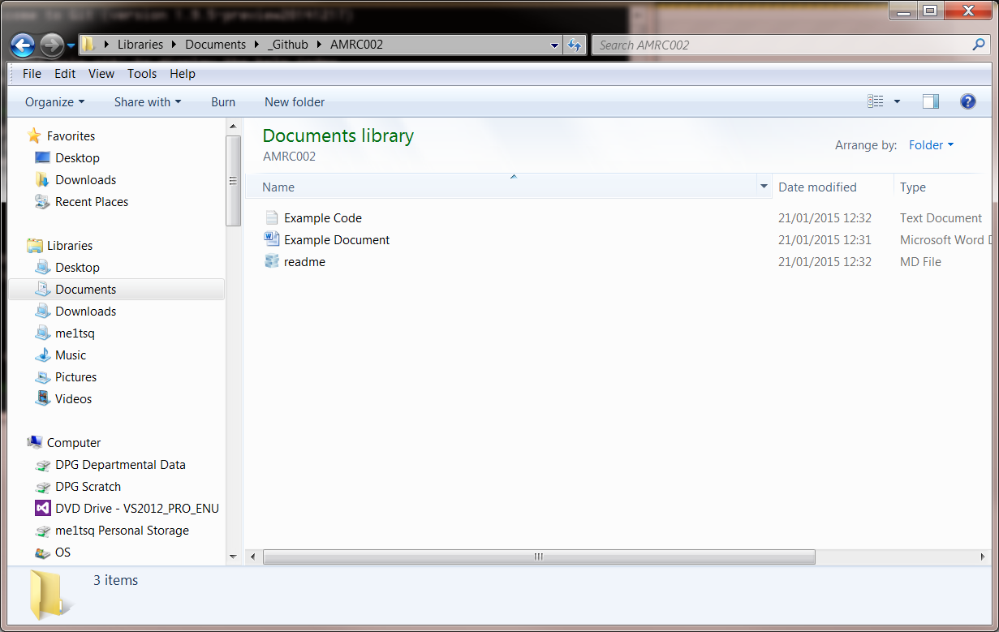 Libraries Documents _Github AMRC002
Search AMRC002
File Edit View Tools Help
Organize Share with Burn New folder
Favorites
Desktop
Downloads
Recent Places
Libraries
Desktop
Documents
Downloads
me1tsq
Music
Pictures
Videos
Computer
DPG Departmental Data
DPG Scratch
DVD Drive - VS2012_PRO_ENU
me1tsq Personal Storage
OS
Documents library
AMRC002
Arrange by: Folder
Name Date modified Type
Example Code 21/01/2015 12:32 Text Document
Example Document 21/01/2015 12:31 Microsoft Word D
readme 21/01/2015 12:32 MD File
3 items